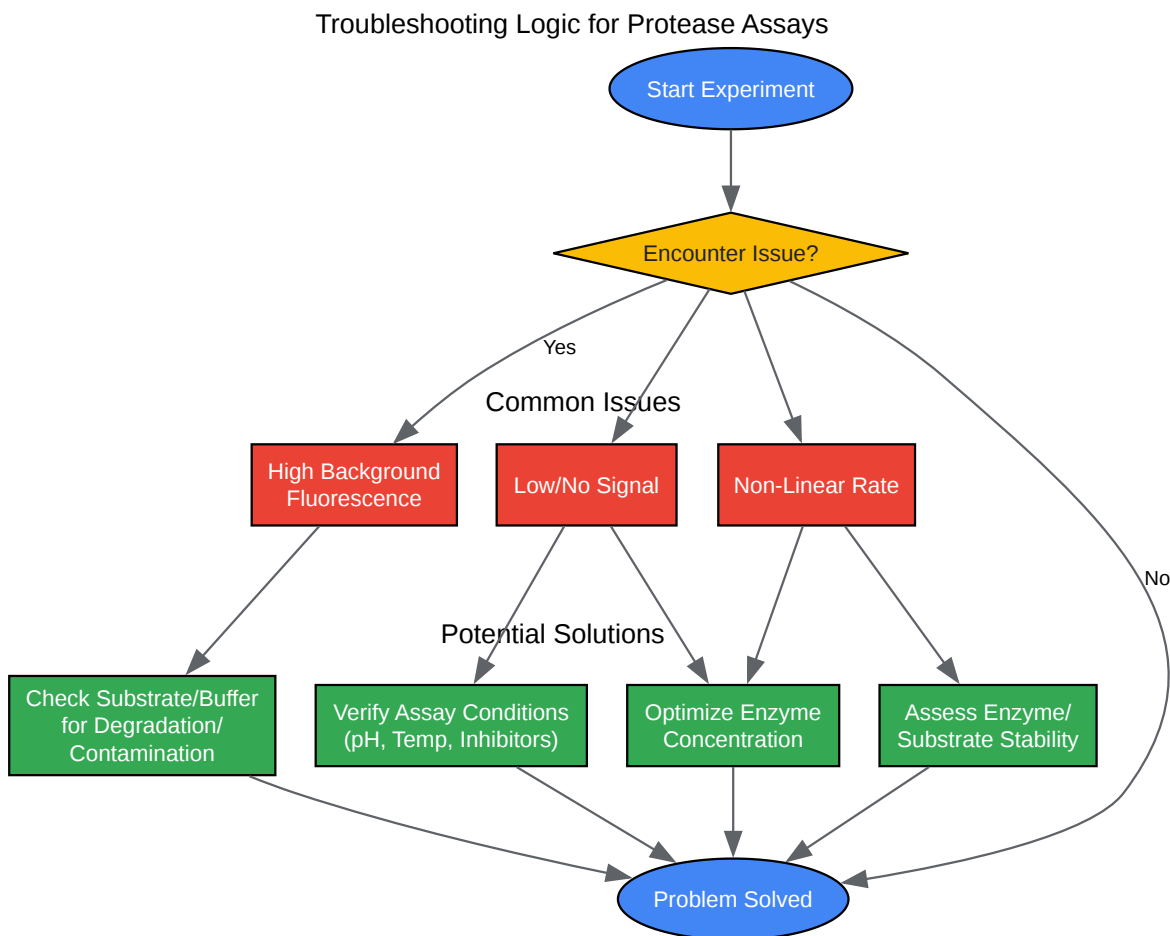 Troubleshooting Logic for Protease Assays
Start Experiment
Encounter Issue?
Yes
Common Issues
High Background
Fluorescence
Low/No Signal
Non-Linear Rate
No
Potential Solutions
Check Substrate/Buffer
for Degradation/
Contamination
Verify Assay Conditions
(pH, Temp, Inhibitors)
Optimize Enzyme
Concentration
Assess Enzyme/
Substrate Stability
Problem Solved